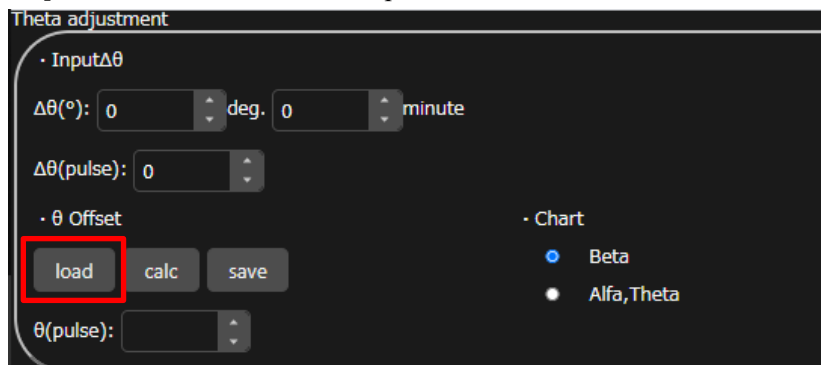 Theta adjustment
・InputΔθ
Δθ(°): 0 deg. 0 minute
Δθ(pulse): 0
・θ Offset
・Chart
load calc save
Beta
Alfa,Theta
θ(pulse):